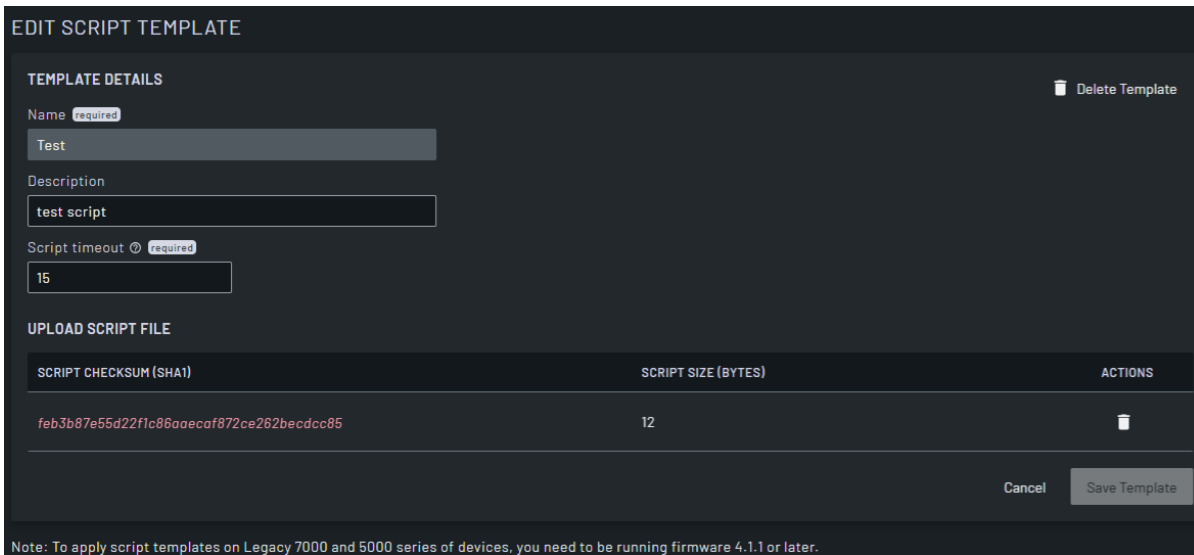 EDIT SCRIPT TEMPLATE
TEMPLATE DETAILS
Delete Template
Name required
Test
Description
test script
Script timeout required
15
UPLOAD SCRIPT FILE
SCRIPT CHECKSUM (SHA1) SCRIPT SIZE (BYTES) ACTIONS
feb3b87e55d22f1c86aaecaf872ce262becdcc85 12
Cancel Save Template
Note: To apply script templates on Legacy 7000 and 5000 series of devices, you need to be running firmware 4.1.1 or later.